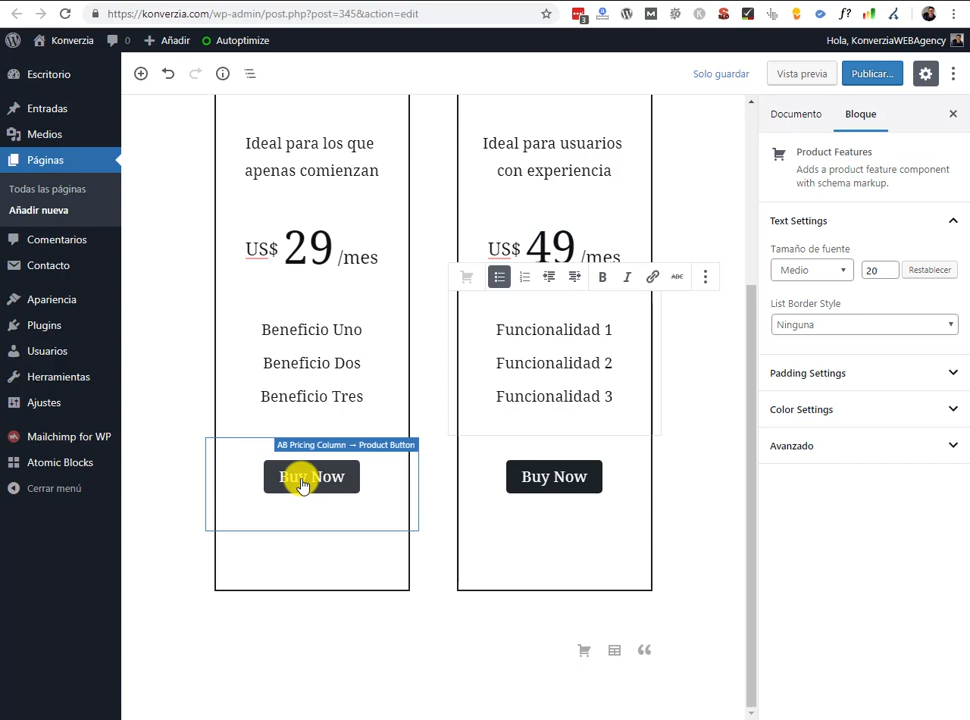 https://konverzia.com/wp-admin/post.php?post=345&action=edit
3
f?
Konverzia
0
Añadir
Autoptimize
Hola, KonverziaWEBAgency
Escritorio
Entradas
Medios
Páginas
Todas las páginas
Añadir nueva
Comentarios
Contacto
Apariencia
Plugins
Usuarios
Herramientas
Ajustes
Mailchimp for WP
Atomic Blocks
Cerrar menú
Solo guardar
Vista previa
Publicar...
Ideal para los que
apenas comienzan
US$ 29 /mes
Beneficio Uno
Beneficio Dos
Beneficio Tres
AB Pricing Column → Product Button
Buy Now
Ideal para usuarios
con experiencia
US$ 49 /mes
B I ABC
Funcionalidad 1
Funcionalidad 2
Funcionalidad 3
Buy Now
Documento
Bloque
Product Features
Adds a product feature component
with schema markup.
Text Settings
Tamaño de fuente
Medio
20
Restablecer
List Border Style
Ninguna
Padding Settings
Color Settings
Avanzado